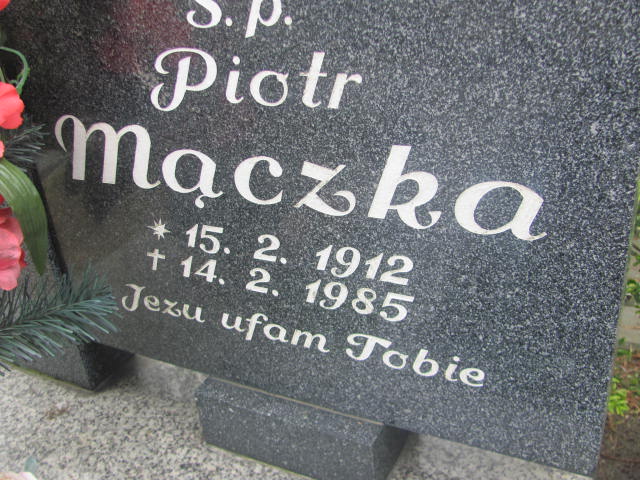 Ś.p.
Piotr
Mączka
* 15. 2. 1912
† 14. 2. 1985
Jezu ufam Tobie